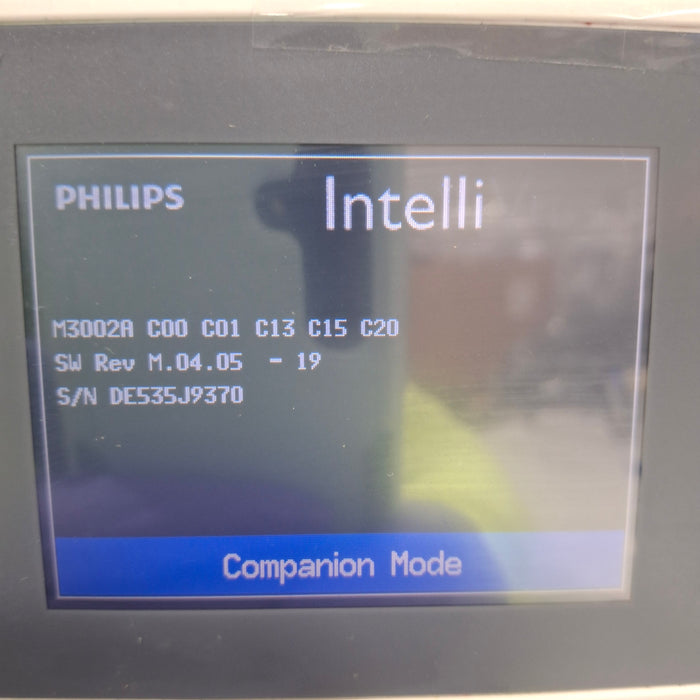 PHILIPS Intelli
M3002A C00 C01 C13 C15 C20
SW Rev M.04.05 - 19
S/N DE535J9370
Companion Mode